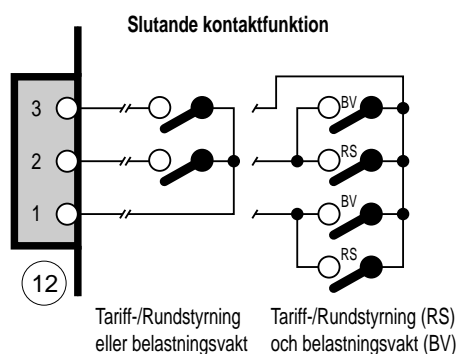 Slutande kontaktfunktion
3
BV
2
RS
1
BV
RS
12
Tariff-/Rundstyrning
eller belastningsvakt
Tariff-/Rundstyrning (RS)
och belastningsvakt (BV)